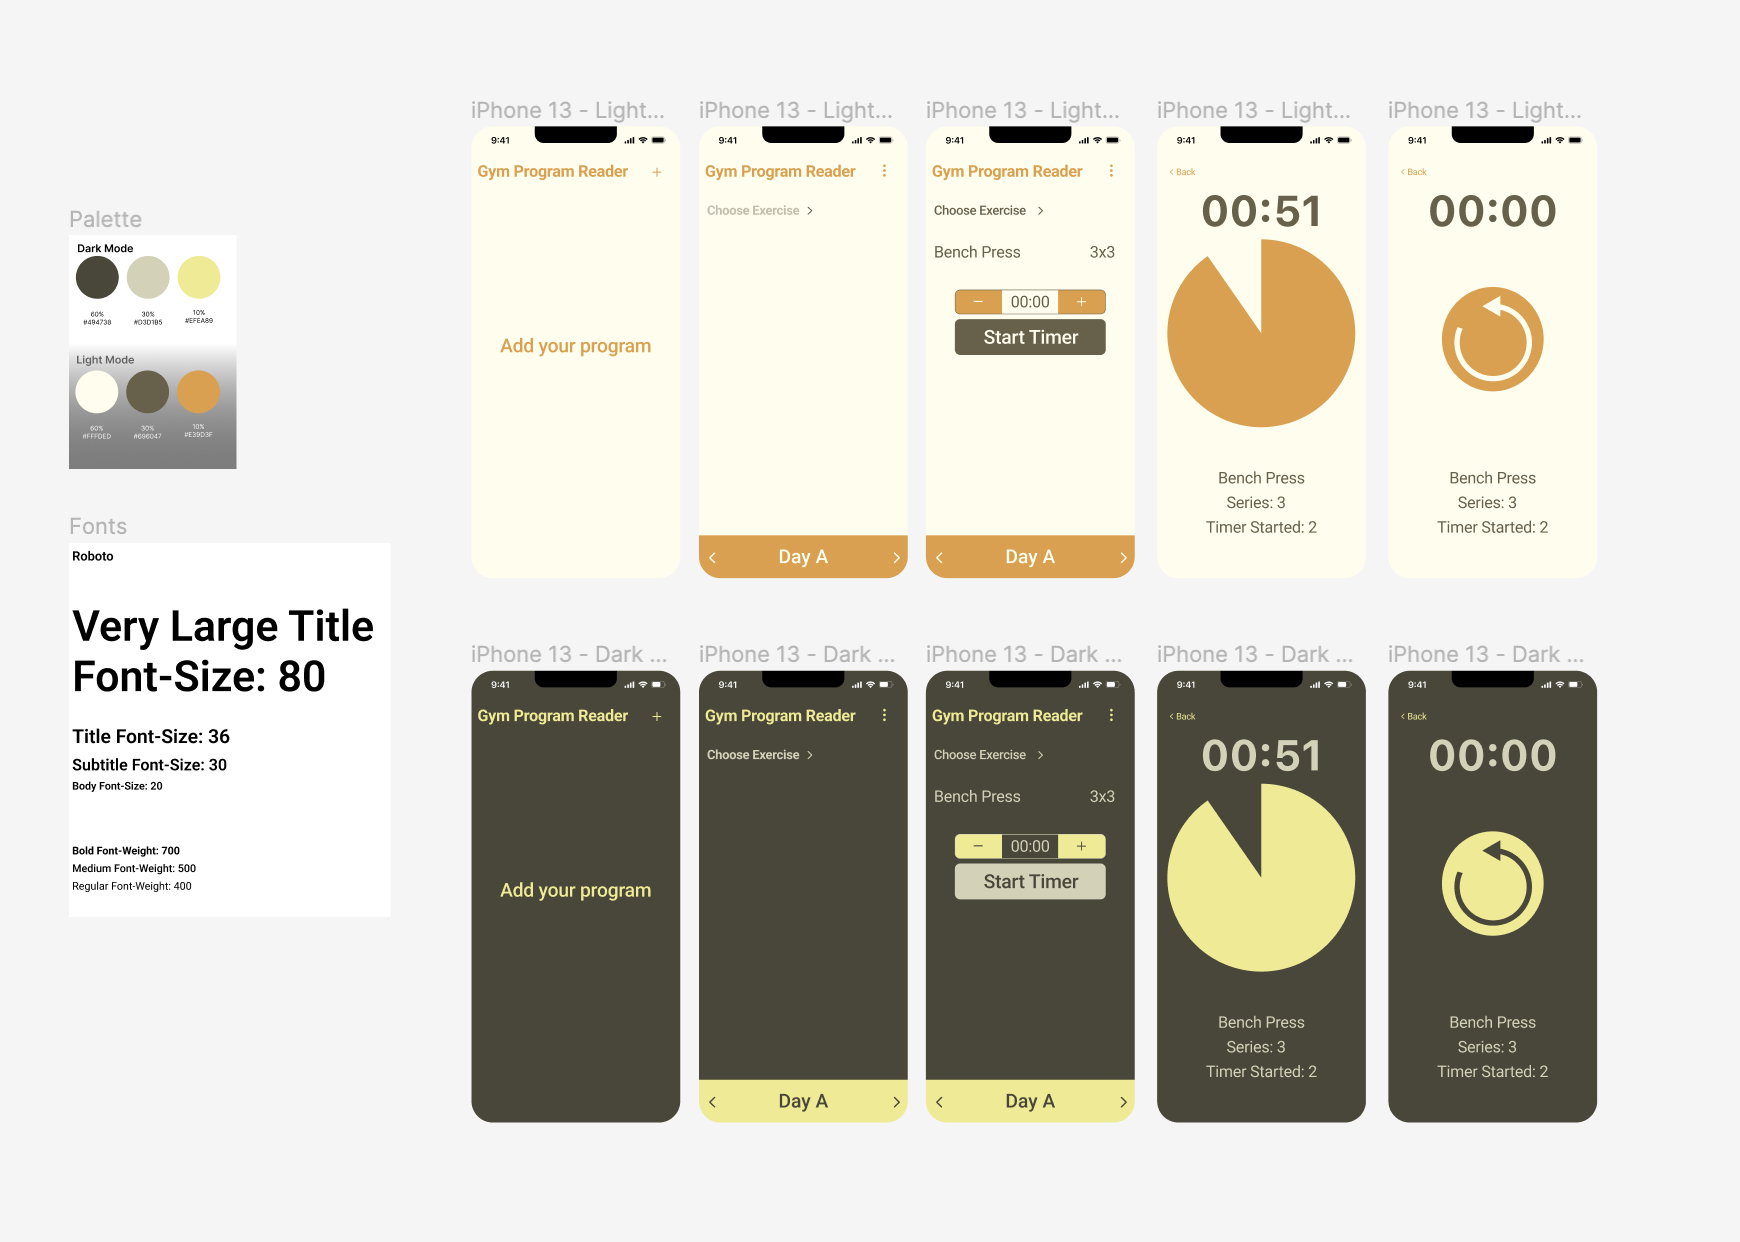 Palette
Dark Mode
60%
#494738
30%
#D3D1B5
10%
#EFEA89
Light Mode
60%
#FFFDED
30%
#696047
10%
#E39D3F
Fonts
Roboto
Very Large Title
Font-Size: 80
Title Font-Size: 36
Subtitle Font-Size: 30
Body Font-Size: 20
Bold Font-Weight: 700
Medium Font-Weight: 500
Regular Font-Weight: 400
iPhone 13 - Light...
9:41
Gym Program Reader +
Add your program
iPhone 13 - Light...
9:41
Gym Program Reader
Choose Exercise >
< Day A >
iPhone 13 - Light...
9:41
Gym Program Reader
Choose Exercise >
Bench Press 3x3
− 00:00 +
Start Timer
< Day A >
iPhone 13 - Light...
9:41
< Back
00:51
Bench Press
Series: 3
Timer Started: 2
iPhone 13 - Light...
9:41
< Back
00:00
Bench Press
Series: 3
Timer Started: 2
iPhone 13 - Dark ...
9:41
Gym Program Reader +
Add your program
iPhone 13 - Dark ...
9:41
Gym Program Reader
Choose Exercise >
< Day A >
iPhone 13 - Dark ...
9:41
Gym Program Reader
Choose Exercise >
Bench Press 3x3
− 00:00 +
Start Timer
< Day A >
iPhone 13 - Dark ...
9:41
< Back
00:51
Bench Press
Series: 3
Timer Started: 2
iPhone 13 - Dark ...
9:41
< Back
00:00
Bench Press
Series: 3
Timer Started: 2